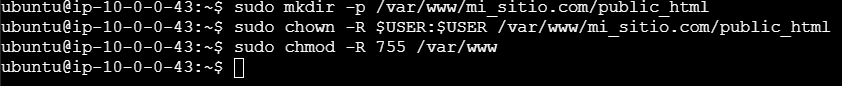 ubuntu@ip-10-0-0-43:~$ sudo mkdir -p /var/www/mi_sitio.com/public_html
ubuntu@ip-10-0-0-43:~$ sudo chown -R $USER:$USER /var/www/mi_sitio.com/public_html
ubuntu@ip-10-0-0-43:~$ sudo chmod -R 755 /var/www
ubuntu@ip-10-0-0-43:~$